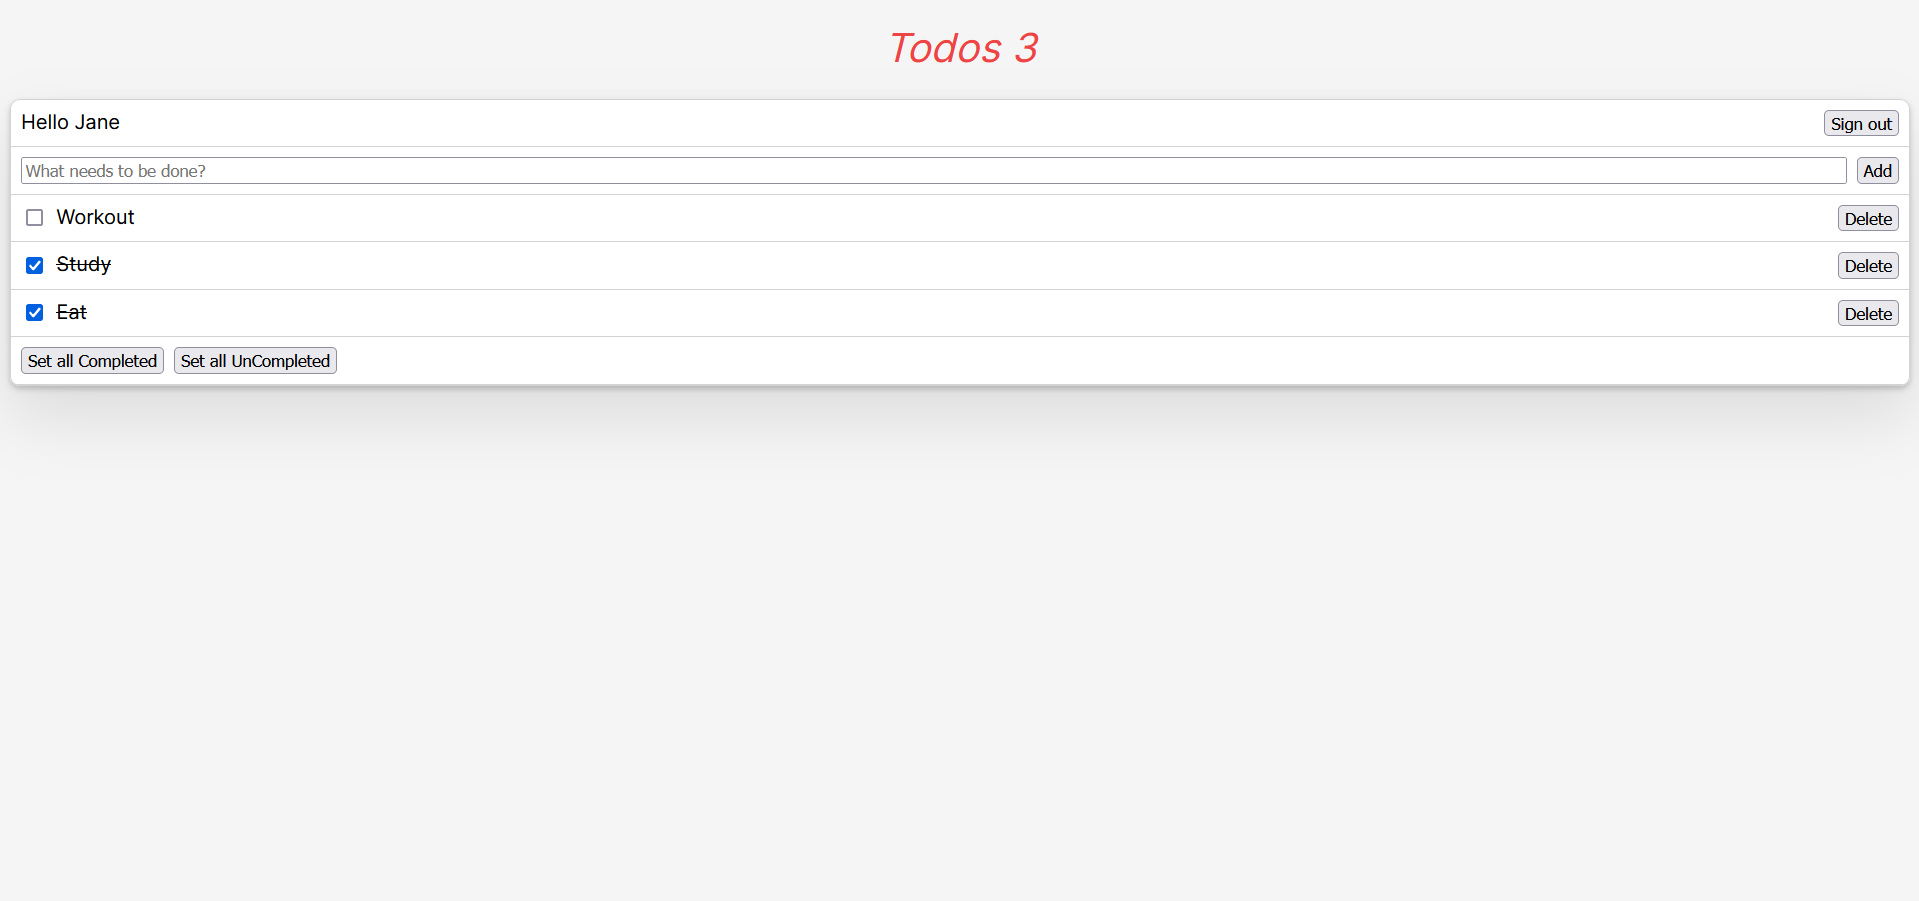 Todos 3
Hello Jane
Sign out
What needs to be done?
Add
Workout
Delete
Study
Delete
Eat
Delete
Set all Completed
Set all UnCompleted